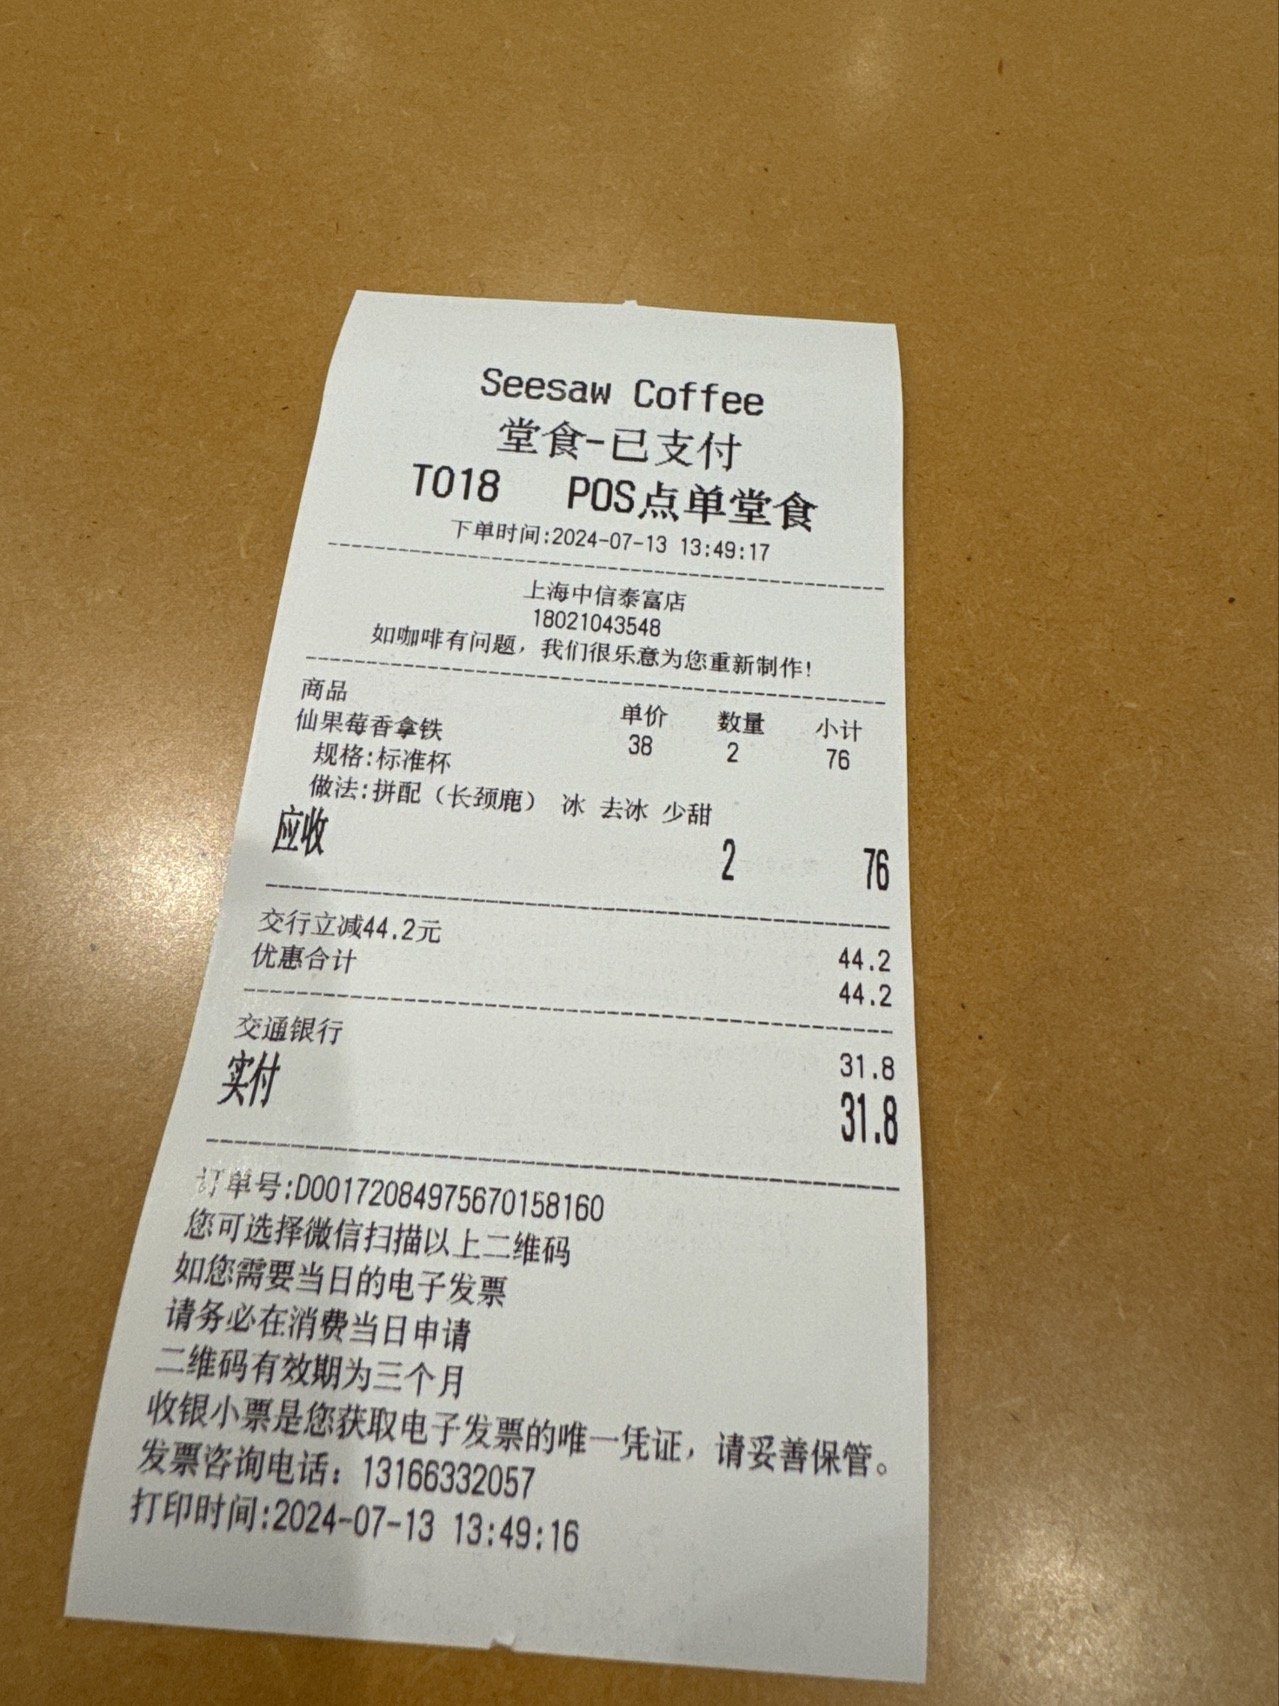 Seesaw Coffee
堂食-已支付
T018 POS点单堂食
下单时间:2024-07-13 13:49:17
上海中信泰富店
18021043548
如咖啡有问题，我们很乐意为您重新制作!
商品 单价 数量 小计
仙果莓香拿铁 38 2 76
规格:标准杯
做法:拼配（长颈鹿） 冰 去冰 少甜
应收 2 76
交行立减44.2元 44.2
优惠合计 44.2
交通银行 31.8
实付 31.8
订单号:D00172084975670158160
您可选择微信扫描以上二维码
如您需要当日的电子发票
请务必在消费当日申请
二维码有效期为三个月
收银小票是您获取电子发票的唯一凭证，请妥善保管。
发票咨询电话：13166332057
打印时间:2024-07-13 13:49:16